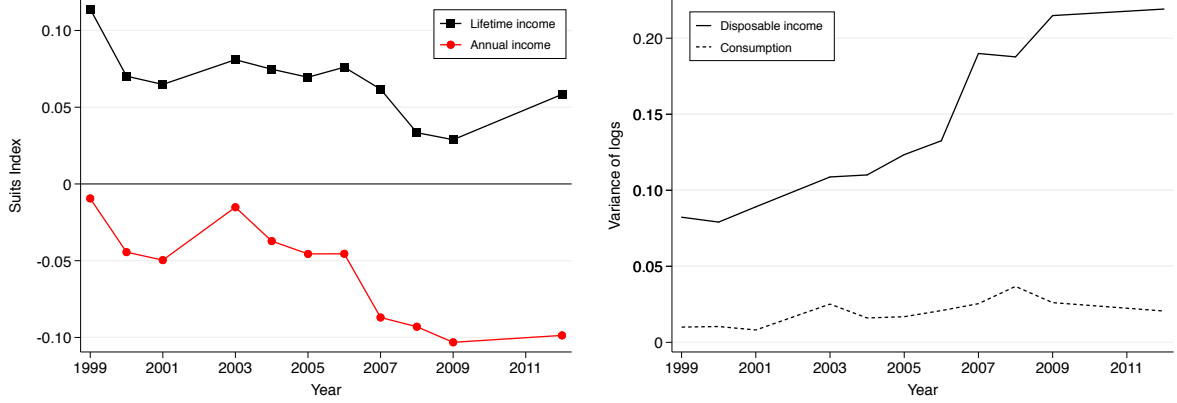 0.10
0.05
0
-0.05
-0.10
Suits Index
Lifetime income
Annual income
1999 2001 2003 2005 2007 2009 2011
Year
0.20
0.15
0.10
0.05
0
Variance of logs
Disposable income
Consumption
1999 2001 2003 2005 2007 2009 2011
Year